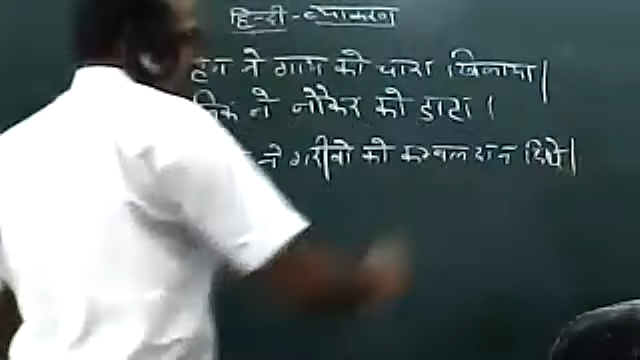 हिन्दी-व्याकरण
ने गाय को चारा खिलाया।
ने नौकर को डाटा।
ने गरीबो को कम्बल दान दिये।